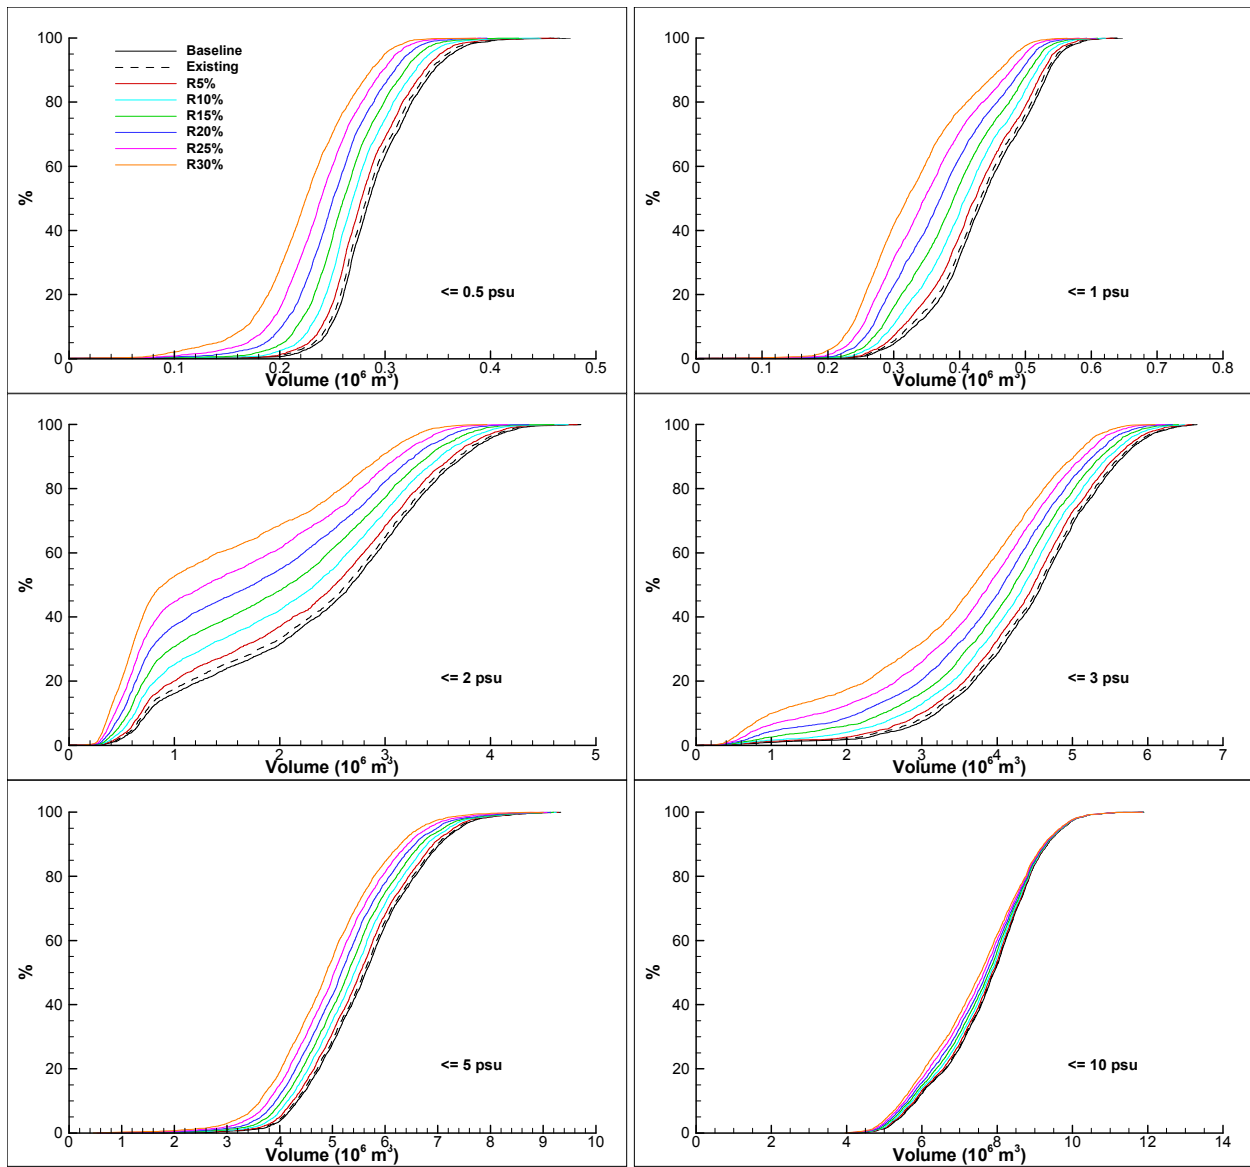 100
80
60
40
20
0
%
Baseline
Existing
R5%
R10%
R15%
R20%
R25%
R30%
<= 0.5 psu
0 0.1 0.2 0.3 0.4 0.5
Volume (10⁶ m³)
100
80
60
40
20
0
%
<= 1 psu
0 0.1 0.2 0.3 0.4 0.5 0.6 0.7 0.8
Volume (10⁶ m³)
100
80
60
40
20
0
%
<= 2 psu
0 1 2 3 4 5
Volume (10⁶ m³)
100
80
60
40
20
0
%
<= 3 psu
0 1 2 3 4 5 6 7
Volume (10⁶ m³)
100
80
60
40
20
0
%
<= 5 psu
0 1 2 3 4 5 6 7 8 9 10
Volume (10⁶ m³)
100
80
60
40
20
0
%
<= 10 psu
0 2 4 6 8 10 12 14
Volume (10⁶ m³)